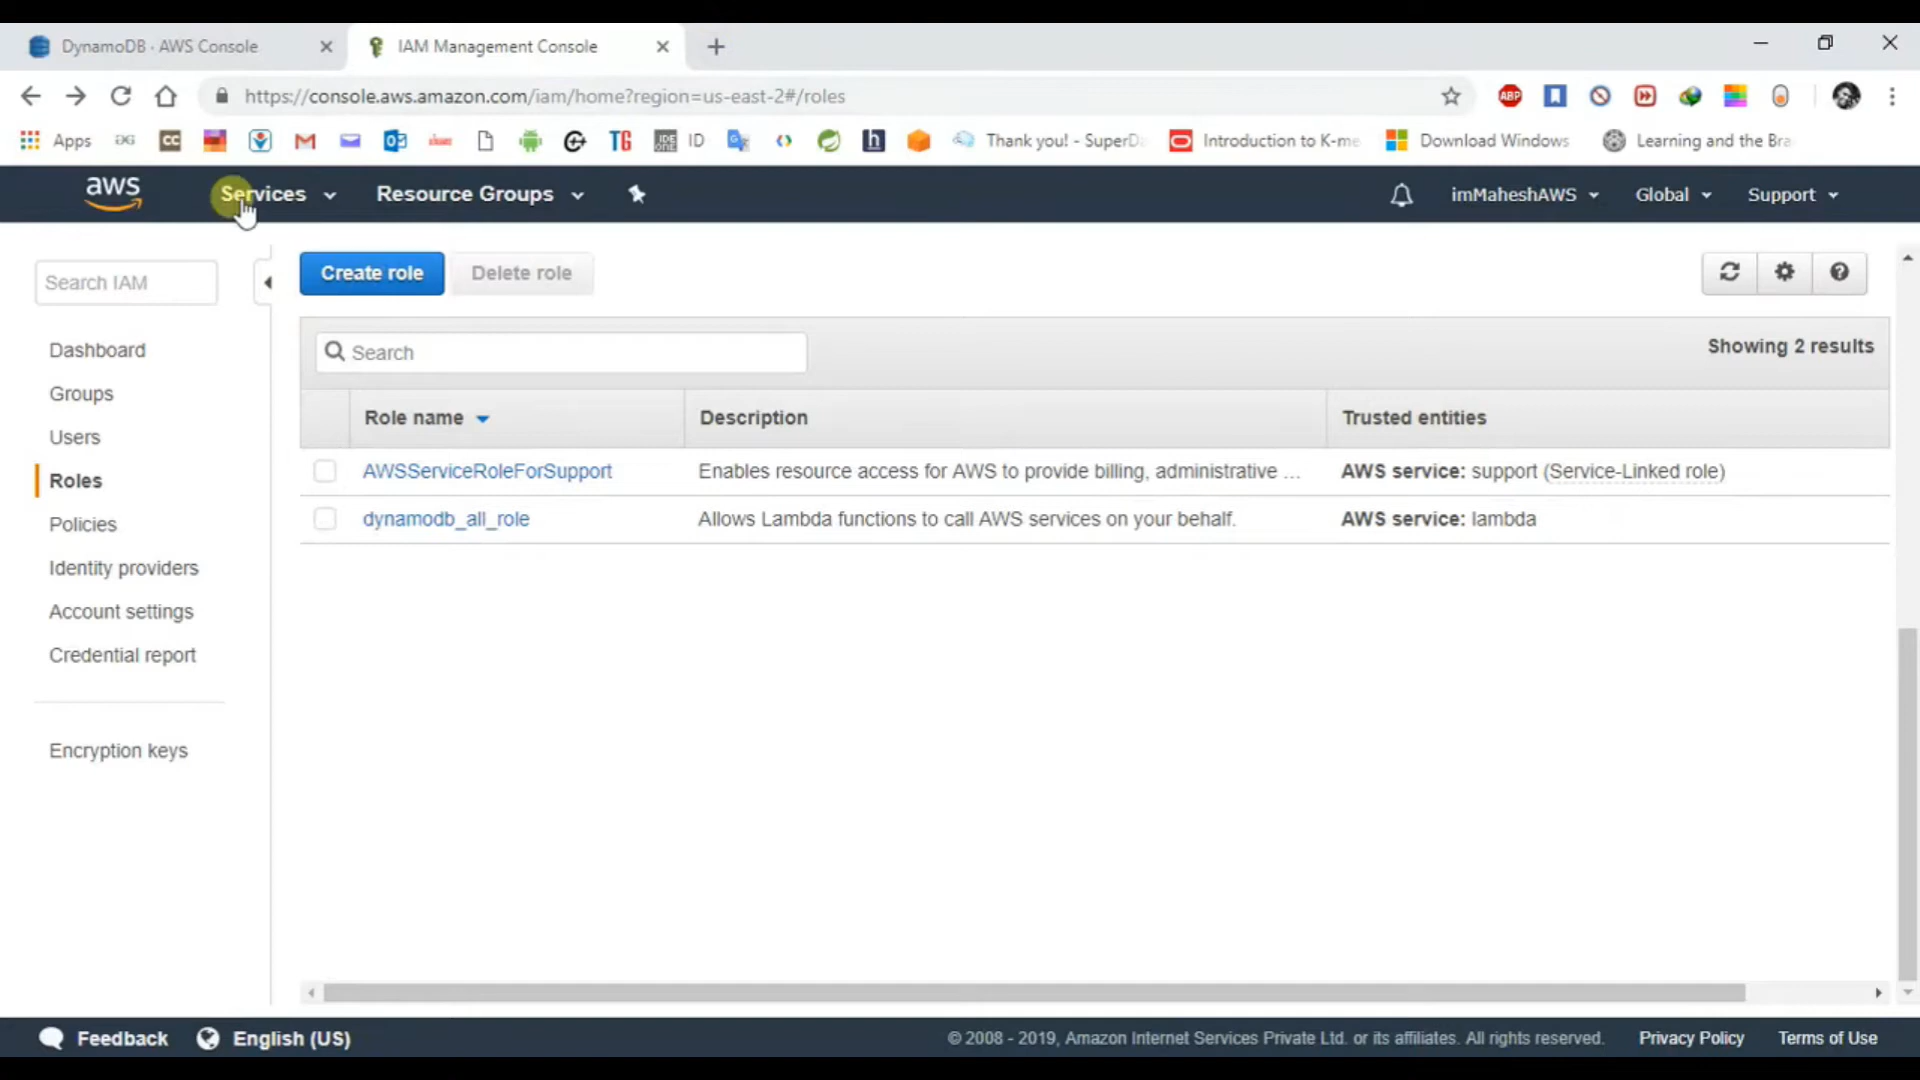 DynamoDB · AWS Console
IAM Management Console
https://console.aws.amazon.com/iam/home?region=us-east-2#/roles
ABP
Apps
CC
TG
IDE ONE
ID
h
Thank you! - SuperDa
Introduction to K-me
Download Windows
Learning and the Bra
aws
Services
Resource Groups
imMaheshAWS
Global
Support
Search IAM
Dashboard
Groups
Users
Roles
Policies
Identity providers
Account settings
Credential report
Encryption keys
Create role
Delete role
Search
Showing 2 results
Role name
Description
Trusted entities
AWSServiceRoleForSupport
Enables resource access for AWS to provide billing, administrative ...
AWS service: support (Service-Linked role)
dynamodb_all_role
Allows Lambda functions to call AWS services on your behalf.
AWS service: lambda
Feedback
English (US)
© 2008 - 2019, Amazon Internet Services Private Ltd. or its affiliates. All rights reserved.
Privacy Policy
Terms of Use